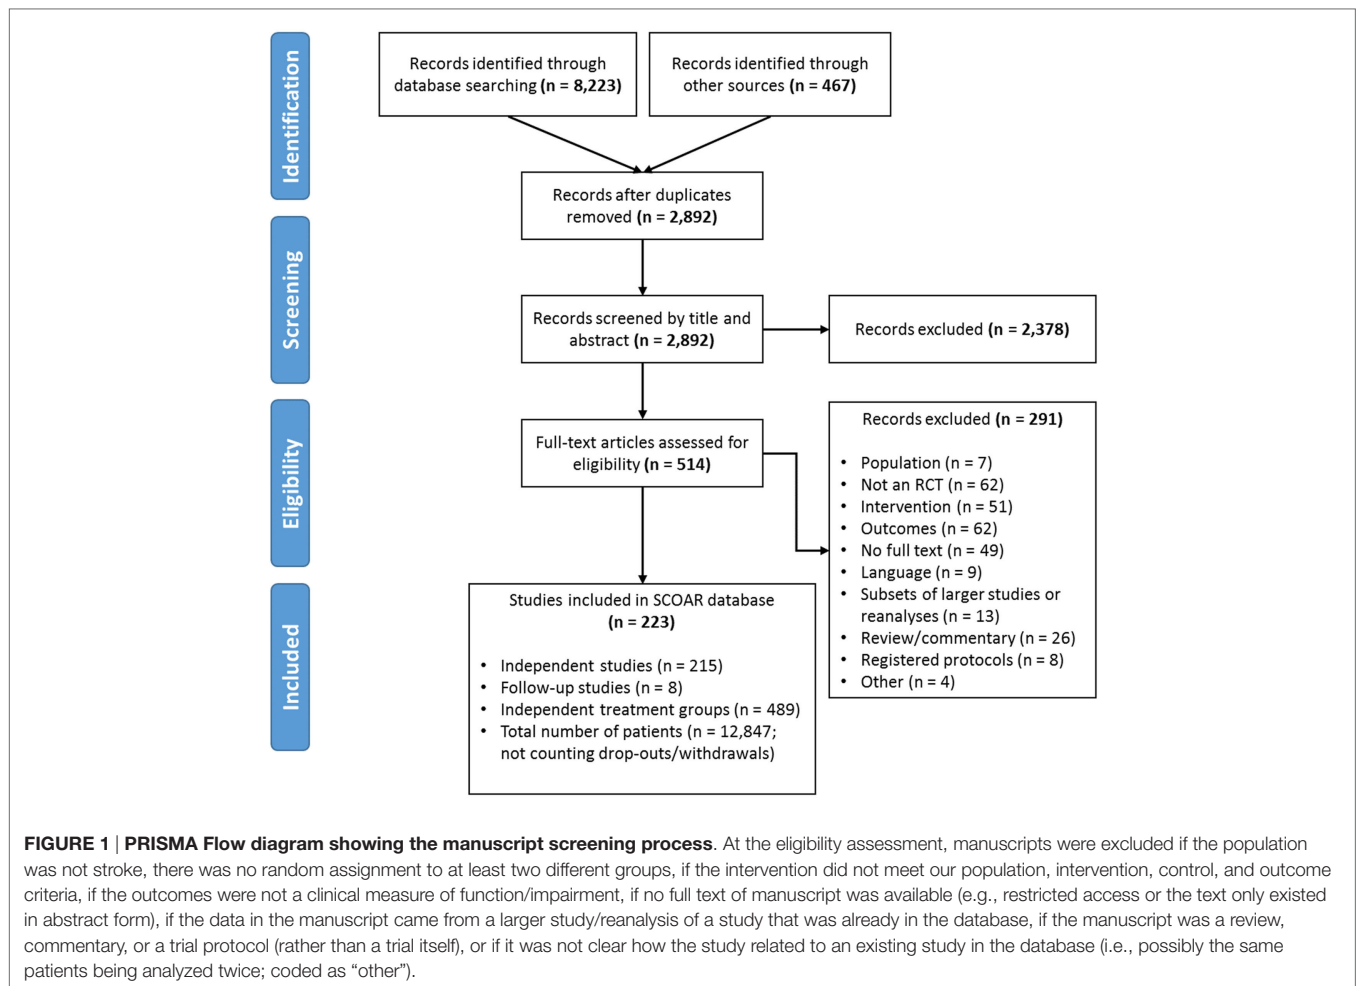 Identification
Records identified through
database searching (n = 8,223)
Records identified through
other sources (n = 467)
Records after duplicates
removed (n = 2,892)
Screening
Records screened by title and
abstract (n = 2,892)
Records excluded (n = 2,378)
Eligibility
Full-text articles assessed for
eligibility (n = 514)
Records excluded (n = 291)
• Population (n = 7)
• Not an RCT (n = 62)
• Intervention (n = 51)
• Outcomes (n = 62)
• No full text (n = 49)
• Language (n = 9)
• Subsets of larger studies or
reanalyses (n = 13)
• Review/commentary (n = 26)
• Registered protocols (n = 8)
• Other (n = 4)
Included
Studies included in SCOAR database
(n = 223)
• Independent studies (n = 215)
• Follow-up studies (n = 8)
• Independent treatment groups (n = 489)
• Total number of patients (n = 12,847;
not counting drop-outs/withdrawals)
FIGURE 1 | PRISMA Flow diagram showing the manuscript screening process. At the eligibility assessment, manuscripts were excluded if the population
was not stroke, there was no random assignment to at least two different groups, if the intervention did not meet our population, intervention, control, and outcome
criteria, if the outcomes were not a clinical measure of function/impairment, if no full text of manuscript was available (e.g., restricted access or the text only existed
in abstract form), if the data in the manuscript came from a larger study/reanalysis of a study that was already in the database, if the manuscript was a review,
commentary, or a trial protocol (rather than a trial itself), or if it was not clear how the study related to an existing study in the database (i.e., possibly the same
patients being analyzed twice; coded as “other”).